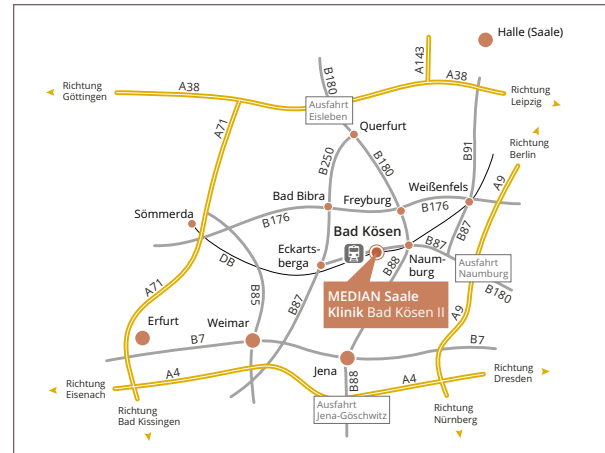 Halle (Saale)
A143
B180
A38
A38
Richtung
Göttingen
Richtung
Leipzig
Ausfahrt
Eisleben
A71
Querfurt
B91
Richtung
Berlin
B250
B180
A9
Weißenfels
Bad Bibra
Freyburg
B176
Sömmerda
B176
Bad Kösen
B87
B87
Eckarts-
berga
Naum-
burg
DB
B88
Ausfahrt
Naumburg
A71
B85
B87
B180
MEDIAN Saale
Klinik Bad Kösen II
A9
Erfurt
Weimar
B7
B7
Jena
Richtung
Eisenach
A4
B88
A4
Richtung
Dresden
Richtung
Bad Kissingen
Ausfahrt
Jena-Göschwitz
Richtung
Nürnberg